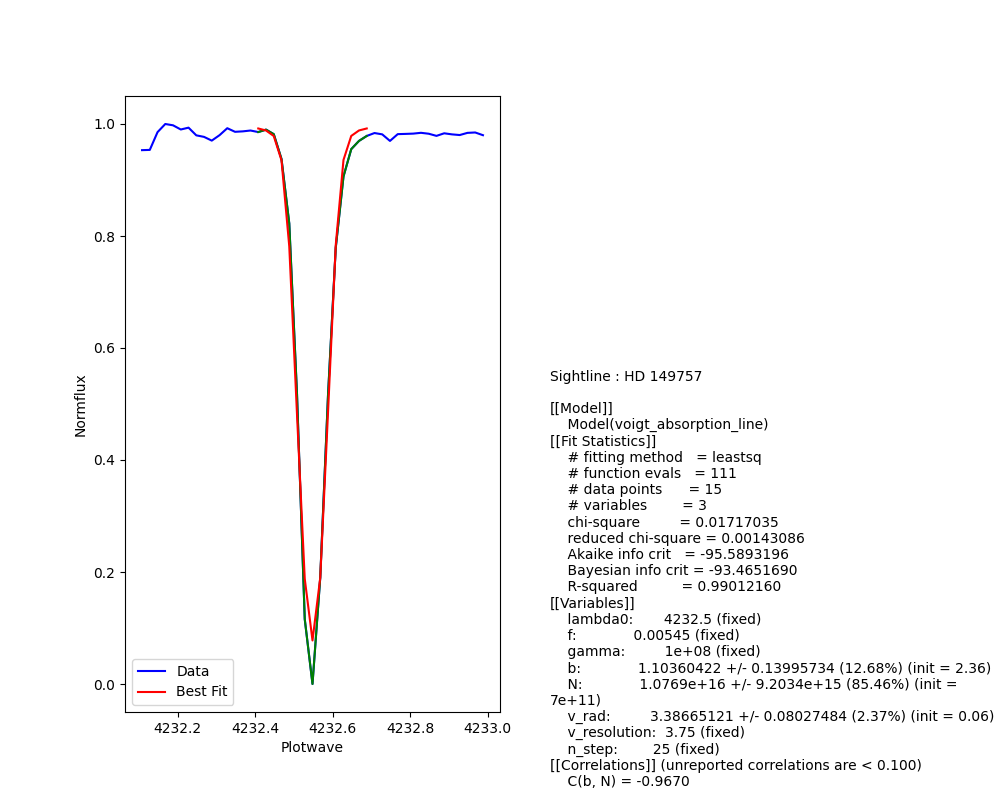 1.0
0.8
0.6
0.4
0.2
0.0
Normflux
Data
Best Fit
4232.2 4232.4 4232.6 4232.8 4233.0
Plotwave
Sightline : HD 149757
[[Model]]
Model(voigt_absorption_line)
[[Fit Statistics]]
# fitting method = leastsq
# function evals = 111
# data points = 15
# variables = 3
chi-square = 0.01717035
reduced chi-square = 0.00143086
Akaike info crit = -95.5893196
Bayesian info crit = -93.4651690
R-squared = 0.99012160
[[Variables]]
lambda0: 4232.5 (fixed)
f: 0.00545 (fixed)
gamma: 1e+08 (fixed)
b: 1.10360422 +/- 0.13995734 (12.68%) (init = 2.36)
N: 1.0769e+16 +/- 9.2034e+15 (85.46%) (init =
7e+11)
v_rad: 3.38665121 +/- 0.08027484 (2.37%) (init = 0.06)
v_resolution: 3.75 (fixed)
n_step: 25 (fixed)
[[Correlations]] (unreported correlations are < 0.100)
C(b, N) = -0.9670